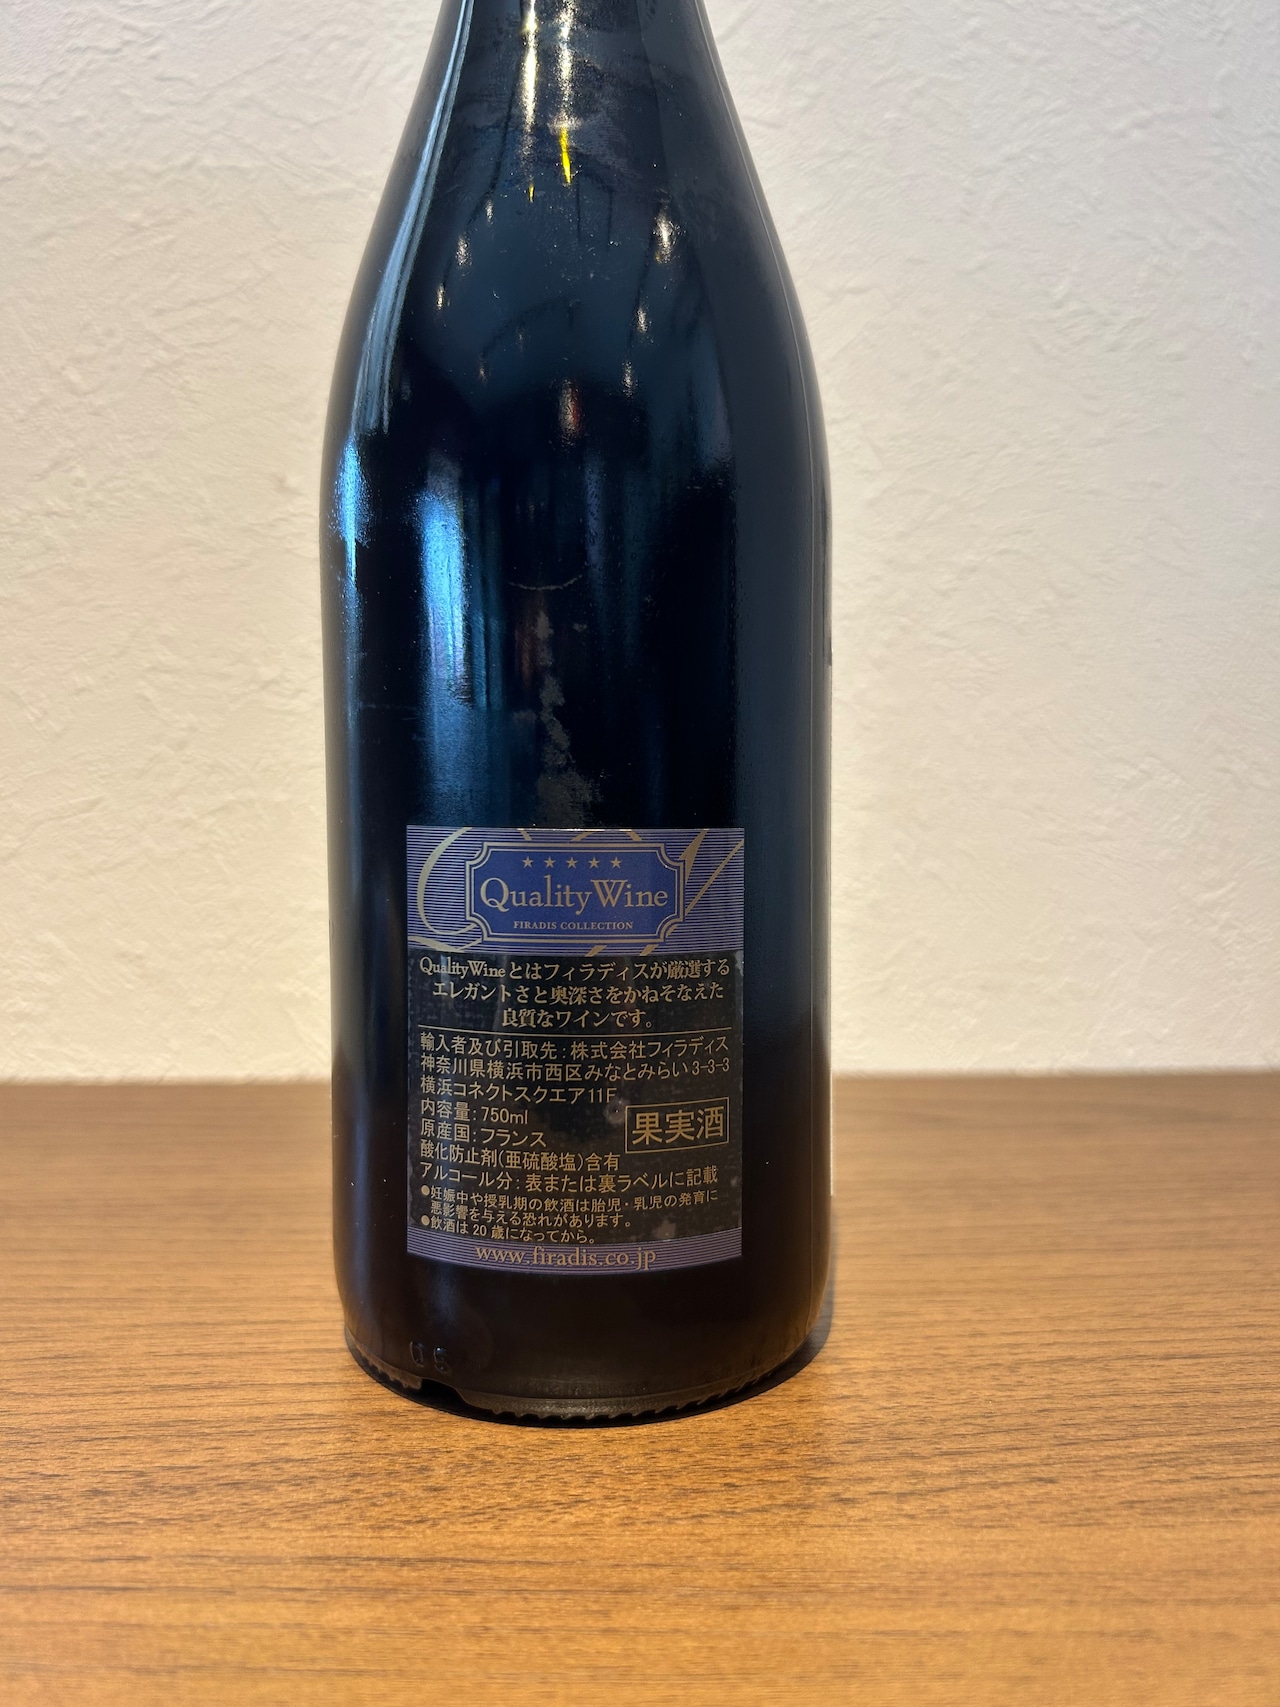 ★★★★★
QualityWine
FIRADIS COLLECTION
QualityWineとはフィラディスが厳選する
エレガントさと奥深さをかねそなえた
良質なワインです。
輸入者及び引取先:株式会社フィラディス
神奈川県横浜市西区みなとみらい3-3-3
横浜コネクトスクエア11F
内容量:750ml
原産国:フランス
果実酒
酸化防止剤(亜硫酸塩)含有
アルコール分:表または裏ラベルに記載
●妊娠中や授乳期の飲酒は胎児・乳児の発育に
悪影響を与える恐れがあります。
●飲酒は20歳になってから。
www.firadis.co.jp